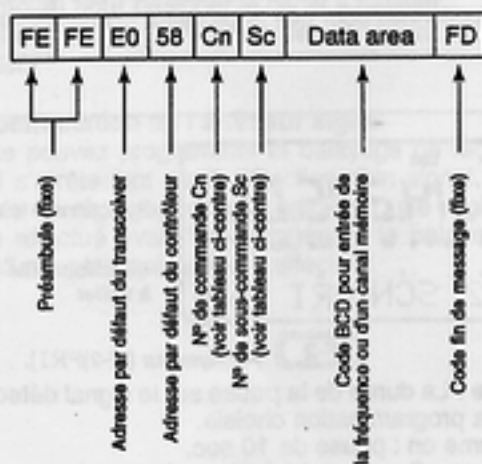 FE FE E0 58 Cn Sc Data area FD
Préambule (fixe)
Adresse par défaut du transceiver
Adresse par défaut du contrôleur
Nº de commande Cn
(voir tableau ci-contre)
Nº de sous-commande Sc
(voir tableau ci-contre)
Code BCD pour entrée de
la fréquence ou d'un canal mémoire
Code fin de message (fixe)